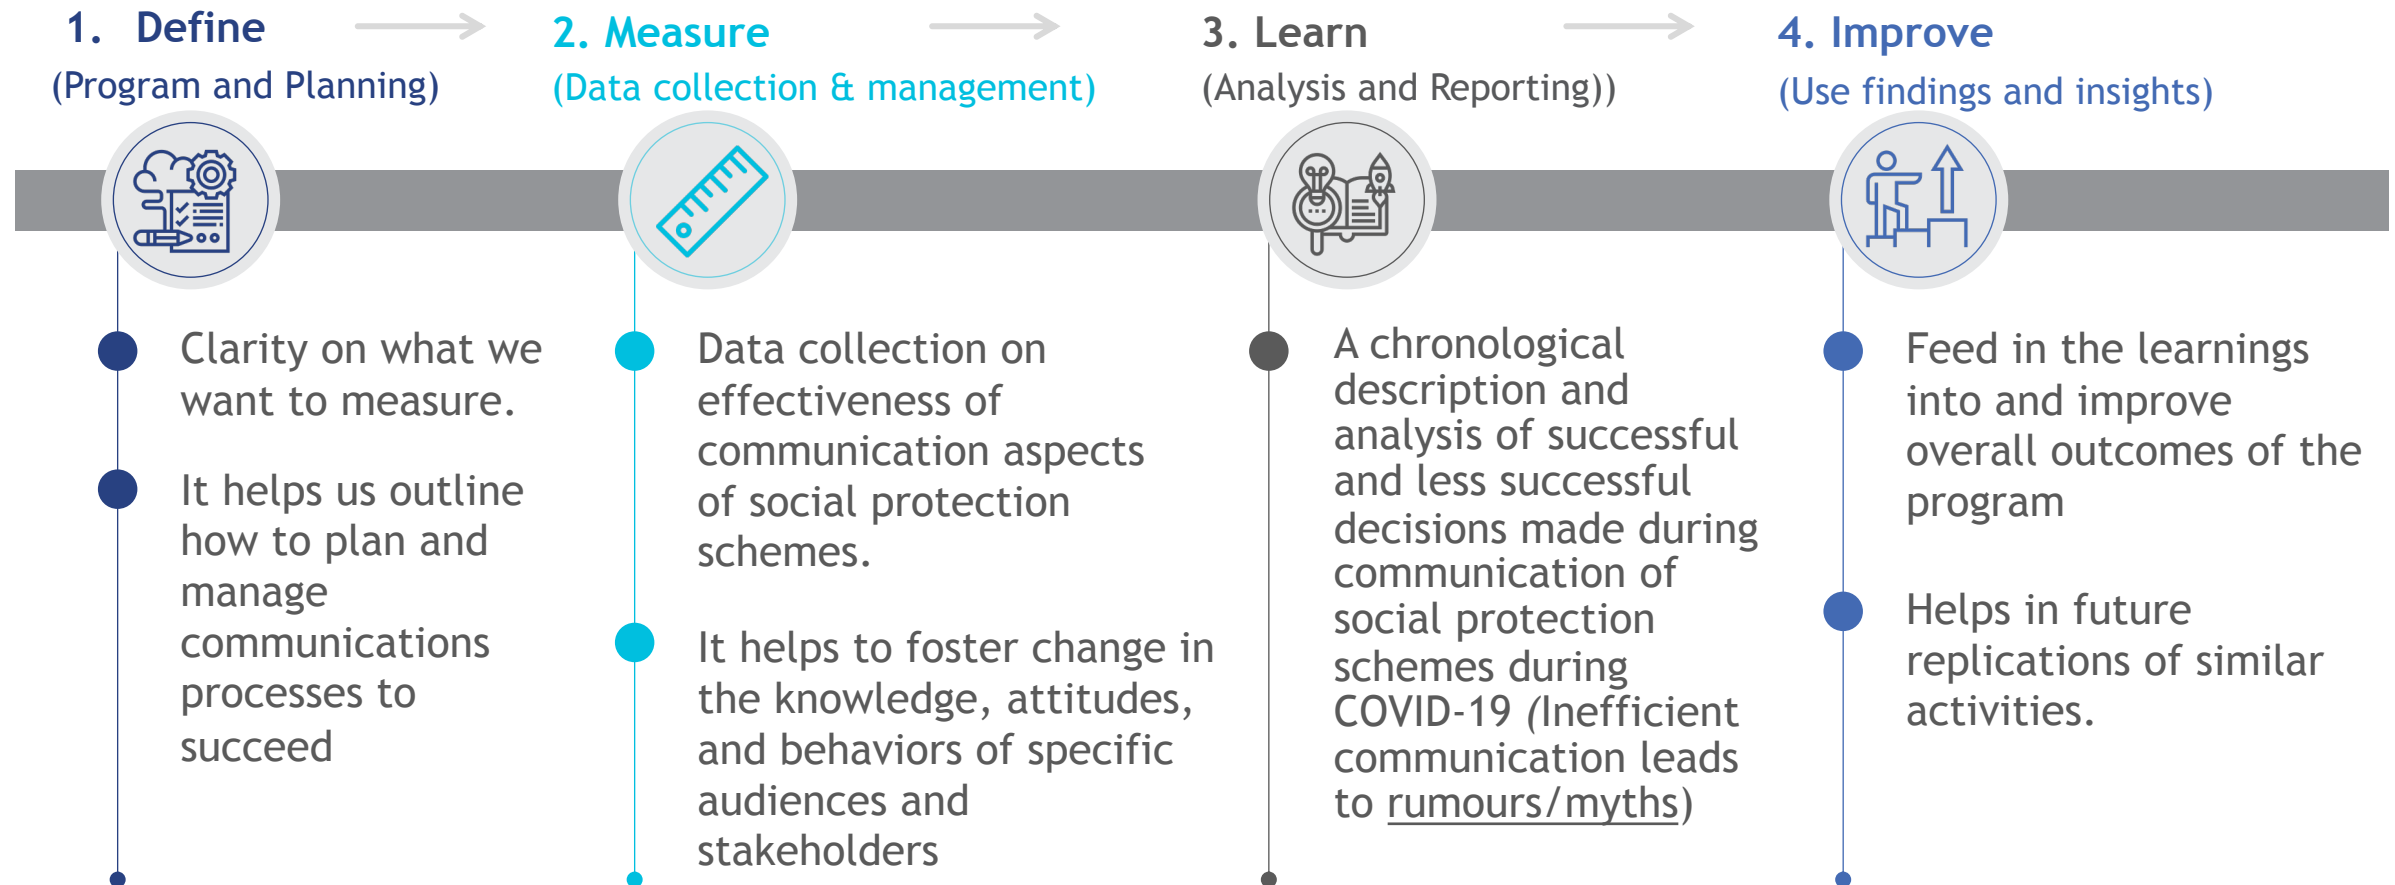 1. Define
(Program and Planning)
Clarity on what we
want to measure.
It helps us outline
how to plan and
manage
communications
processes to
succeed
2. Measure
(Data collection & management)
Data collection on
effectiveness of
communication aspects
of social protection
schemes.
It helps to foster change in
the knowledge, attitudes,
and behaviors of specific
audiences and
stakeholders
3. Learn
(Analysis and Reporting))
A chronological
description and
analysis of successful
and less successful
decisions made during
communication of
social protection
schemes during
COVID-19 (Inefficient
communication leads
to rumours/myths)
4. Improve
(Use findings and insights)
Feed in the learnings
into and improve
overall outcomes of the
program
Helps in future
replications of similar
activities.